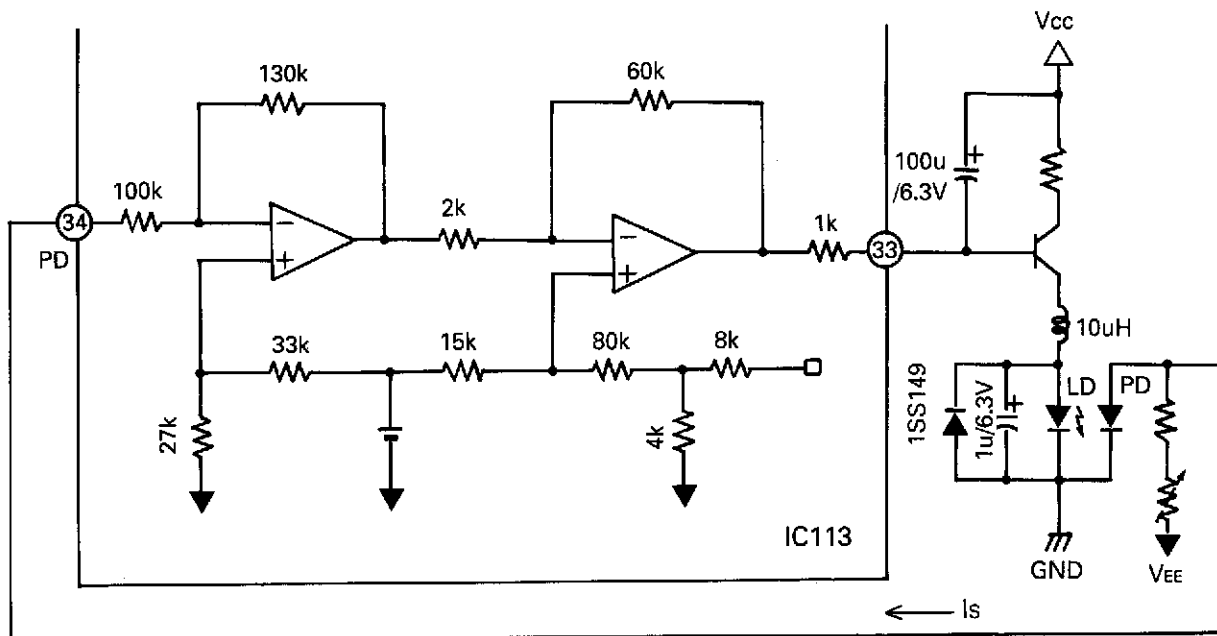 Vcc
130k
60k
100u
/6.3V
+
100k
2k
1k
34
33
PD
−
+
−
+
33k
15k
80k
8k
10uH
27k
4k
1SS149
1u/6.3V
+
LD
PD
IC113
GND
VEE
Is